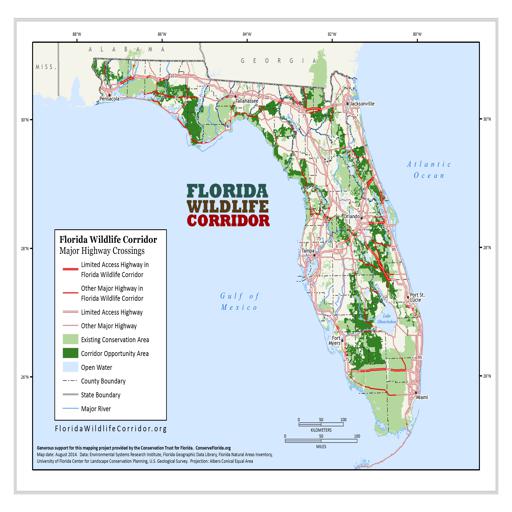 88°W 86°W 84°W 82°W 80°W
ALABAMA
MISS.
GEORGIA
Pensacola
Tallahassee
Jacksonville
30°N 30°N
Atlantic
Ocean
FLORIDA
WILDLIFE
CORRIDOR
Orlando
Tampa
28°N 28°N
Gulf of
Mexico
Port St.
Lucie
Lake
Okeechobee
Fort
Myers
26°N 26°N
Miami
Florida Wildlife Corridor
Major Highway Crossings
Limited Access Highway in
Florida Wildlife Corridor
Other Major Highway in
Florida Wildlife Corridor
Limited Access Highway
Other Major Highway
Existing Conservation Area
Corridor Opportunity Area
Open Water
County Boundary
State Boundary
Major River
FloridaWildlifeCorridor.org
0 50 100
KILOMETERS
0 50 100
MILES
Generous support for this mapping project provided by the Conservation Trust for Florida. ConserveFlorida.org
Map date: August 2014. Data: Environmental Systems Research Institute, Florida Geographic Data Library, Florida Natural Areas Inventory,
University of Florida Center for Landscape Conservation Planning, U.S. Geological Survey. Projection: Albers Conical Equal Area